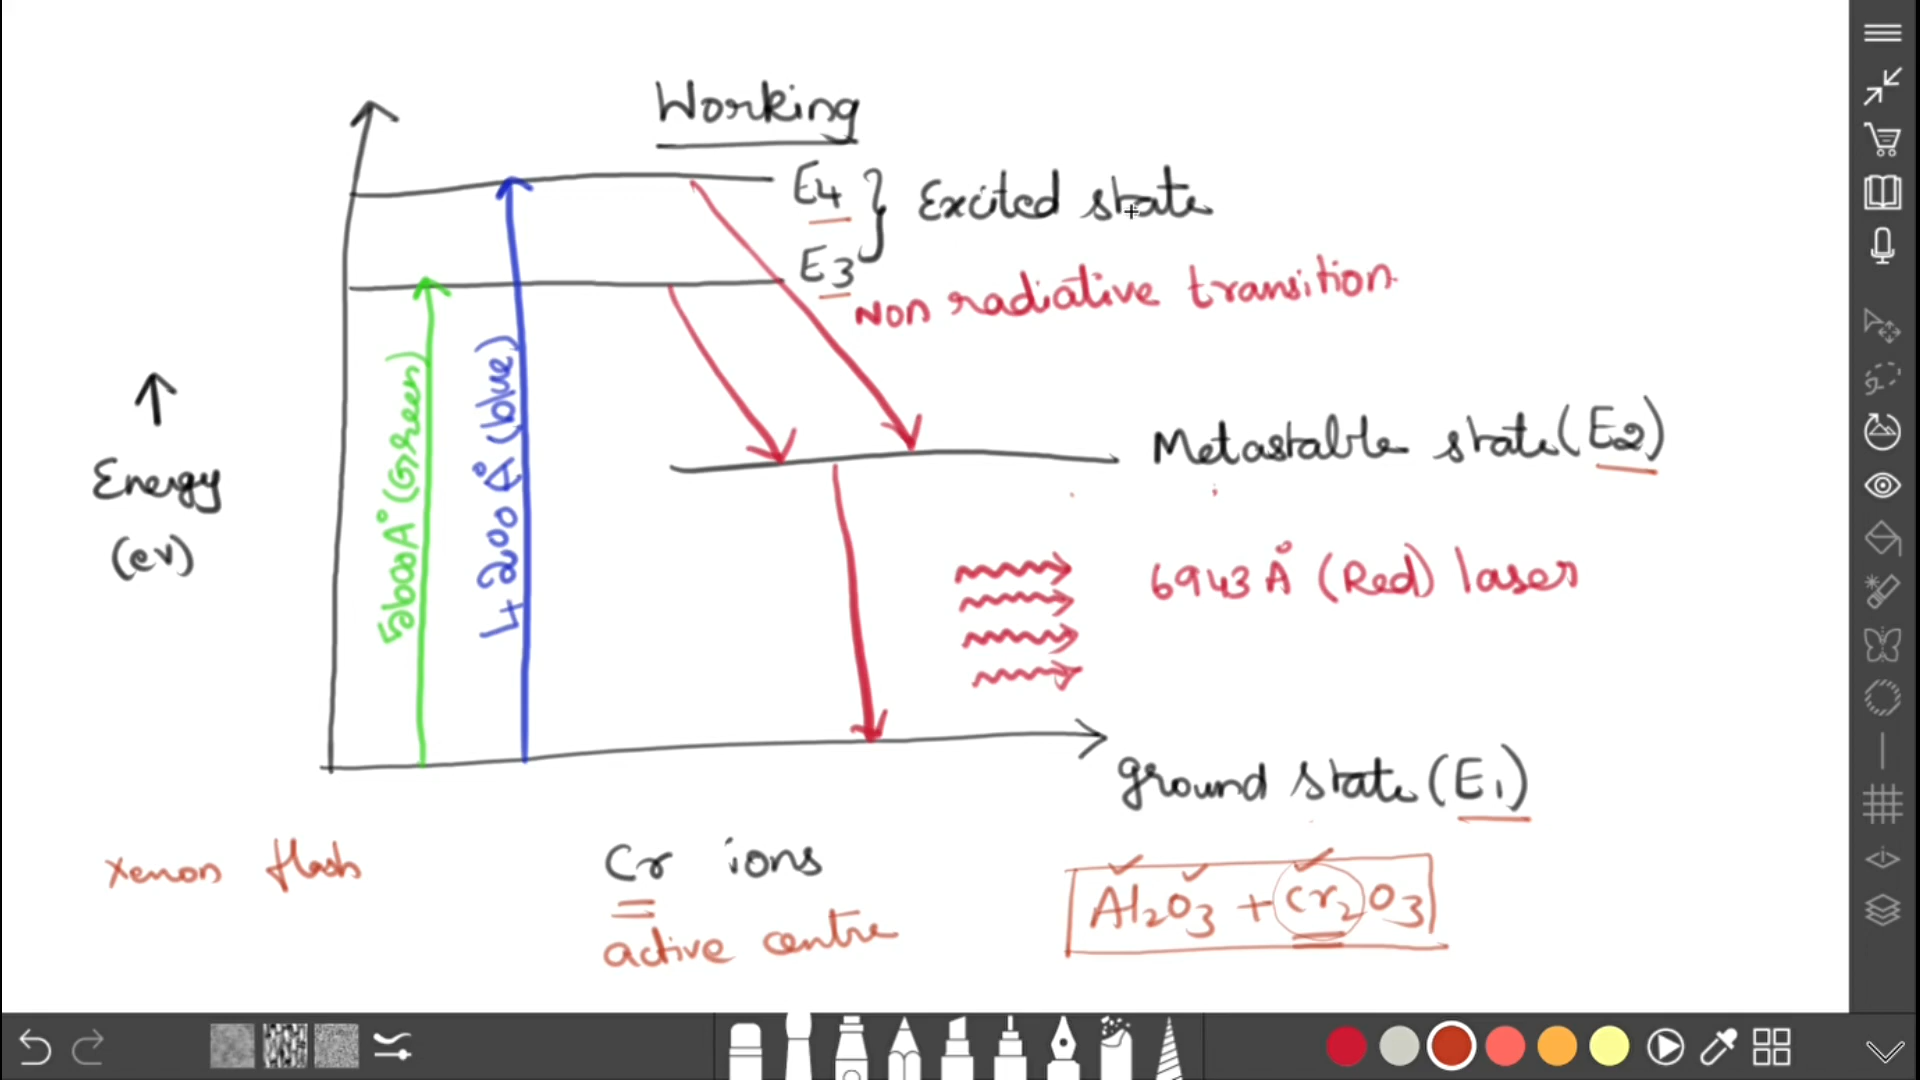 Working
E4 } Excited state
E3
Non radiative transition
5600A° (Green)
4200 Å (blue)
Energy
(ev)
Metastable state (E2)
6943 Å (Red) laser
ground state (E1)
Xenon flash
Cr ions
active centre
Al2O3 + Cr2O3